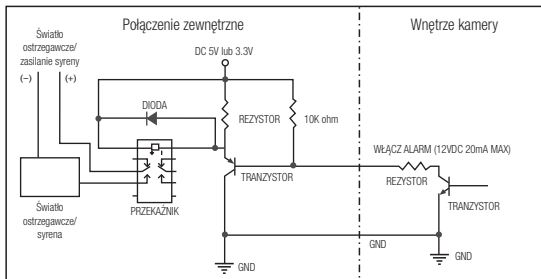 Połączenie zewnętrzne
Wnętrze kamery
Światło
ostrzegawcze/
zasilanie syreny
(−)
(+)
DC 5V lub 3.3V
DIODA
REZYSTOR
10K ohm
WŁĄCZ ALARM (12VDC 20mA MAX)
REZYSTOR
TRANZYSTOR
TRANZYSTOR
PRZEKAŹNIK
Światło
ostrzegawcze/
syrena
GND
GND
GND